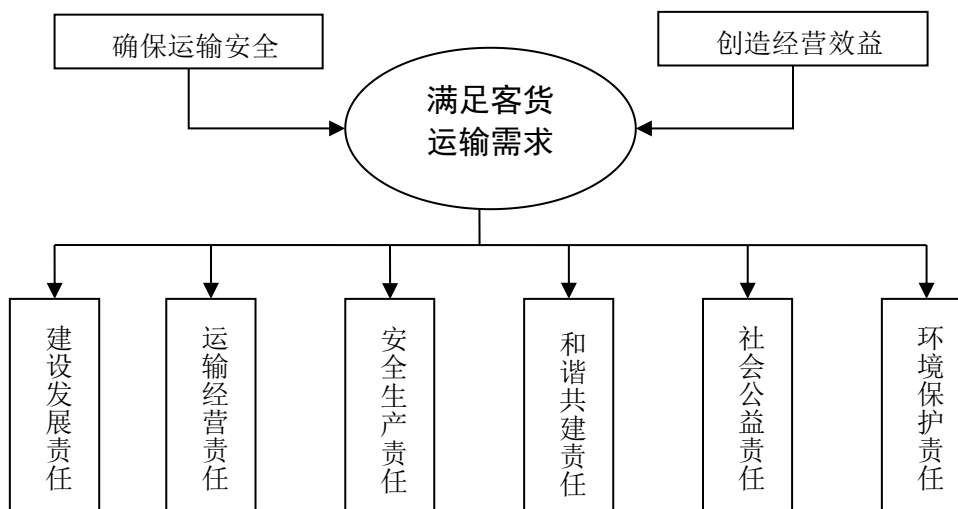 确保运输安全
创造经营效益
满足客货
运输需求
建设发展责任
运输经营责任
安全生产责任
和谐共建责任
社会公益责任
环境保护责任